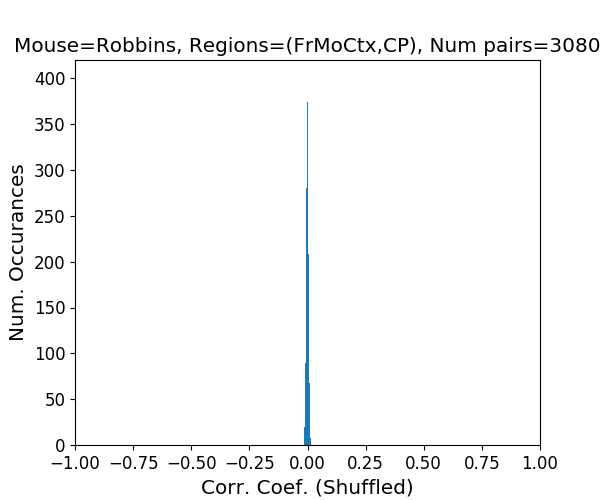 Mouse=Robbins, Regions=(FrMoCtx,CP), Num pairs=3080
400
350
300
250
200
150
100
50
0
Num. Occurances
−1.00 −0.75 −0.50 −0.25 0.00 0.25 0.50 0.75 1.00
Corr. Coef. (Shuffled)